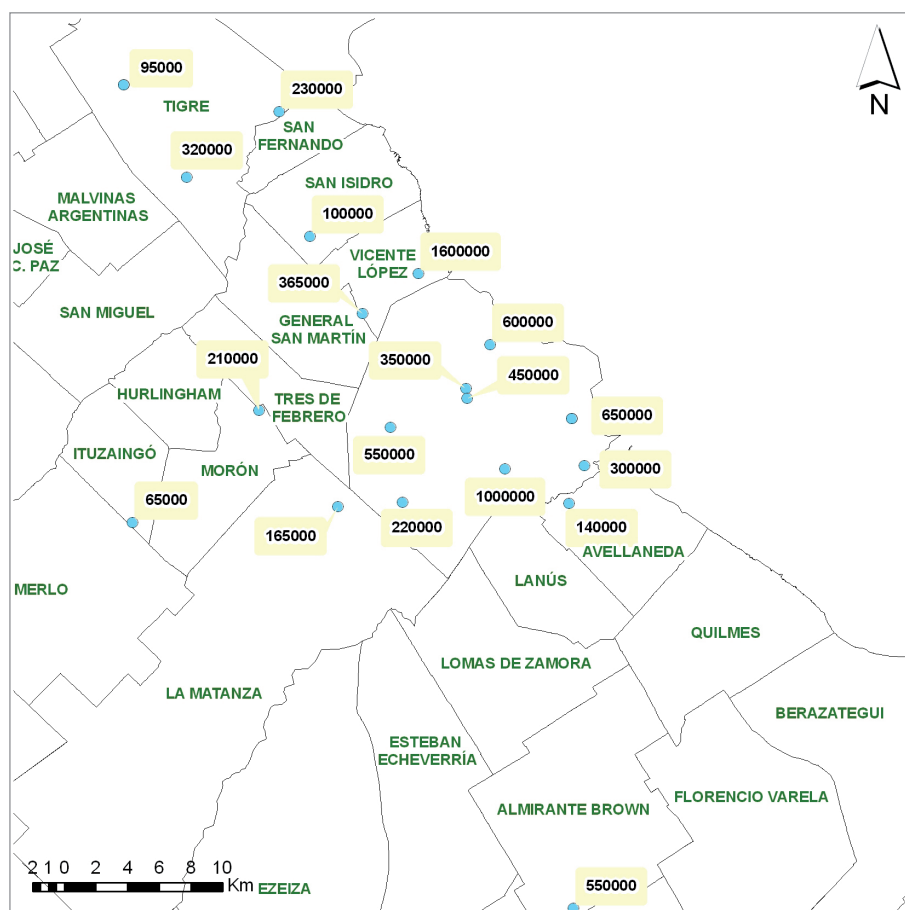 95000
230000
TIGRE
N
SAN
FERNANDO
320000
SAN ISIDRO
MALVINAS
ARGENTINAS
100000
JOSÉ
C. PAZ
VICENTE
LÓPEZ
1600000
365000
SAN MIGUEL
GENERAL
SAN MARTÍN
600000
210000
350000
450000
HURLINGHAM
TRES DE
FEBRERO
650000
ITUZAINGÓ
550000
MORÓN
300000
65000
1000000
165000
220000
140000
AVELLANEDA
LANÚS
MERLO
QUILMES
LOMAS DE ZAMORA
LA MATANZA
BERAZATEGUI
ESTEBAN
ECHEVERRÍA
ALMIRANTE BROWN
FLORENCIO VARELA
2 1 0 2 4 6 8 10
Km
EZEIZA
550000